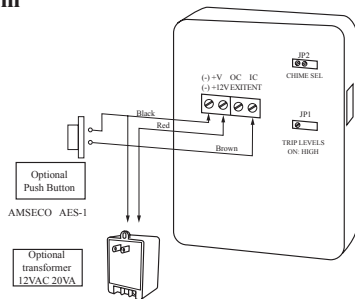 JP2
CHIME SEL
(-) +V OC IC
(-) +12V EXIT ENT
Black
Red
JP1
Brown
TRIP LEVELS
ON: HIGH
Optional
Push Button
AMSECO AES-1
Optional
transformer
12VAC 20VA